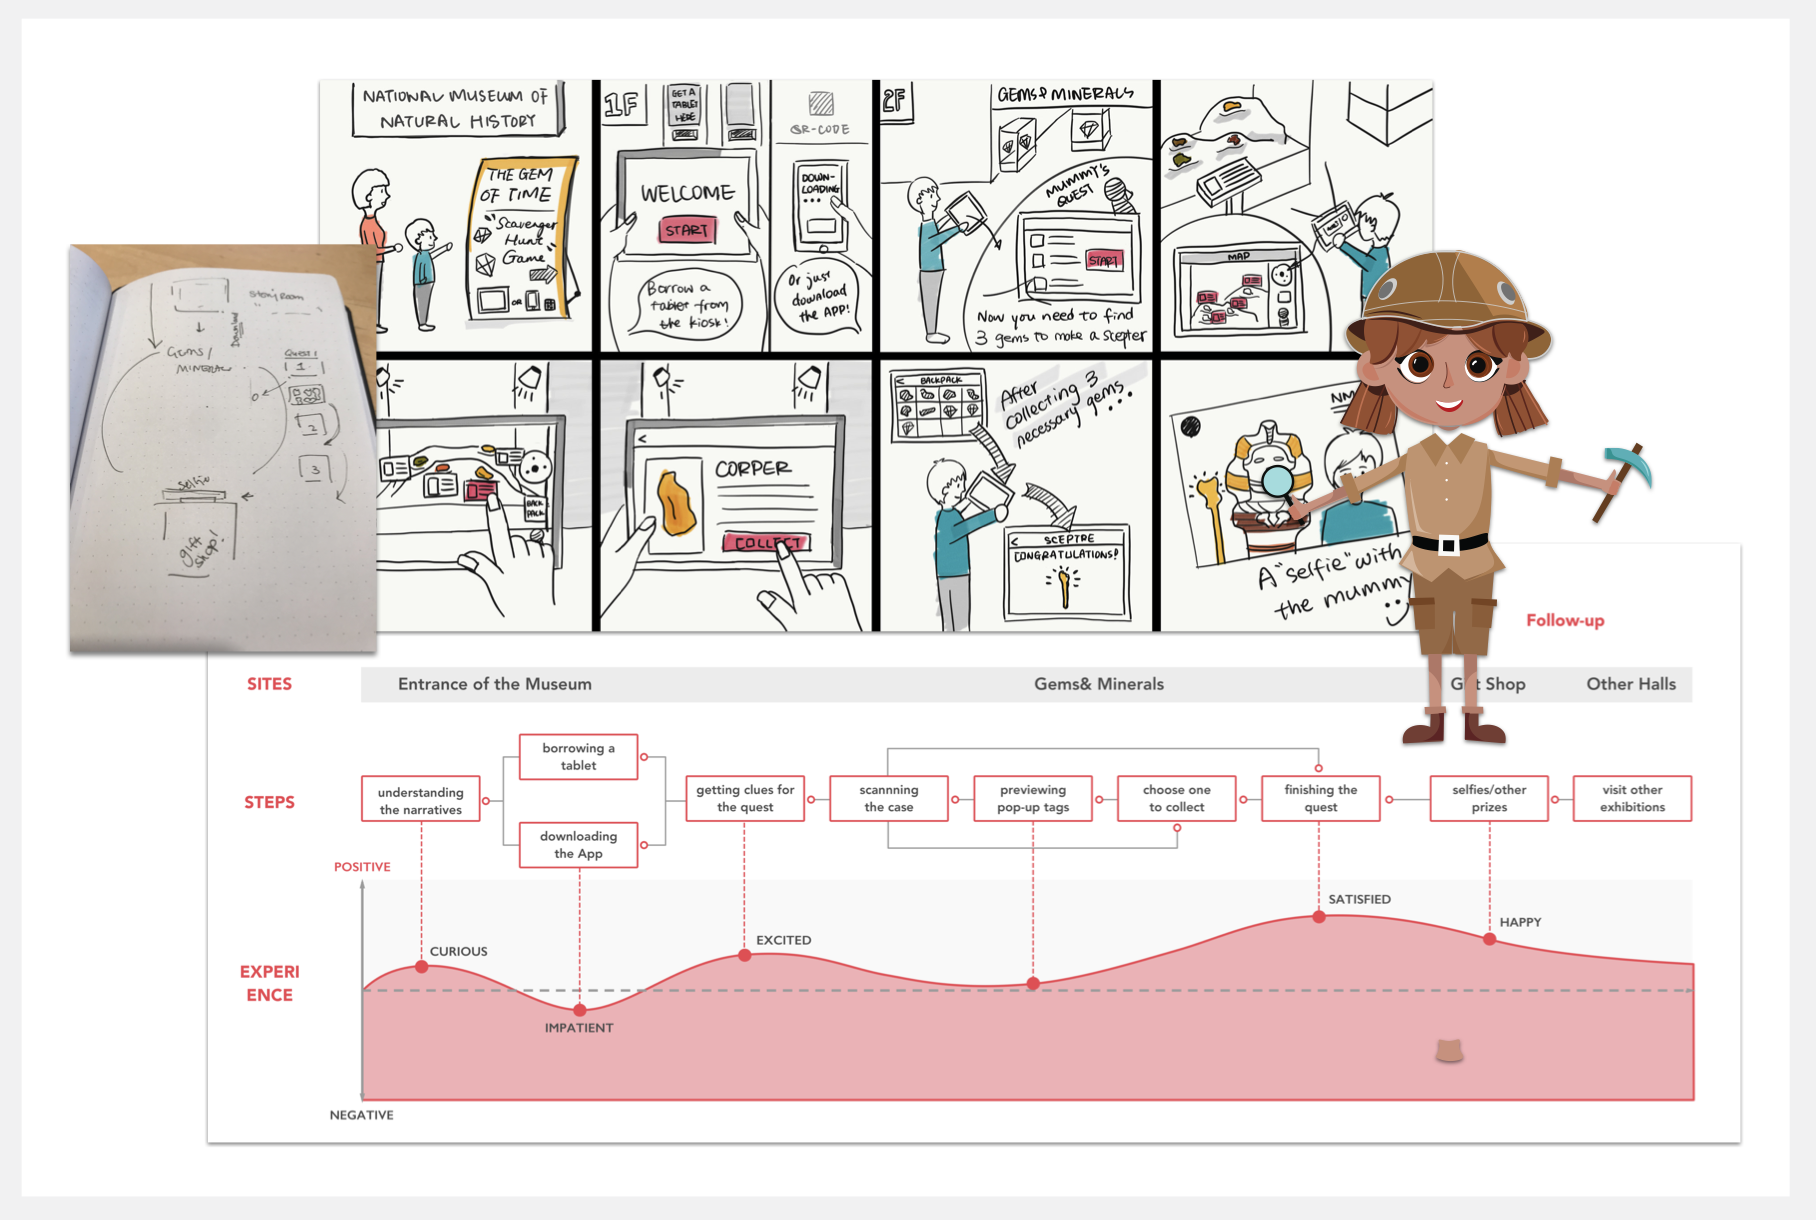 NATIONAL MUSEUM OF
NATURAL HISTORY
THE GEM
OF TIME
"Scavenger
Hunt
Game"
OR
1F
GET A
TABLET
HERE
QR-CODE
WELCOME
START
DOWN-
LOADING
...
Borrow a
tablet from
the kiosk!
Or just
download
the APP!
2F
GEMS& MINERALS
MUMMY'S
QUEST
START
Now you need to find
3 gems to make a scepter
MAP
BACK
PACK
<
CORPER
COLLECT
< BACKPACK
After
collecting 3
necessary gems...
< SCEPTRE
CONGRATULATIONS!
NM
A "selfie" with
the mummy
Download
Gems/
MINERAL
Quest 1
1
2
3
selfie
gift
shop!
Follow-up
SITES
Entrance of the Museum
Gems& Minerals
G t Shop
Other Halls
STEPS
understanding
the narratives
borrowing a
tablet
downloading
the App
getting clues for
the quest
scannning
the case
previewing
pop-up tags
choose one
to collect
finishing the
quest
selfies/other
prizes
visit other
exhibitions
POSITIVE
EXPERI
ENCE
CURIOUS
IMPATIENT
EXCITED
SATISFIED
HAPPY
NEGATIVE